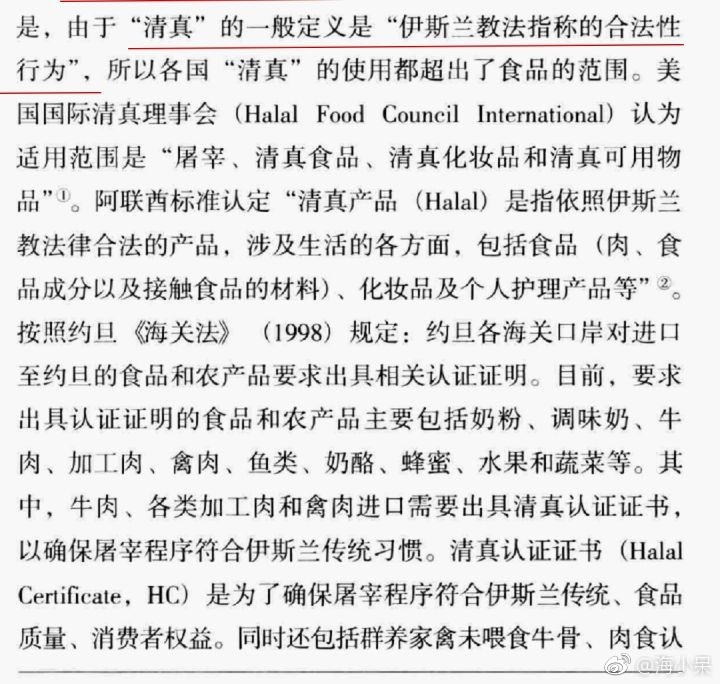 是，由于“清真”的一般定义是“伊斯兰教法指称的合法性
行为”，所以各国“清真”的使用都超出了食品的范围。美
国国际清真理事会（Halal Food Council International）认为
适用范围是“屠宰、清真食品、清真化妆品和清真可用物
品”①。阿联酋标准认定“清真产品（Halal）是指依照伊斯兰
教法律合法的产品，涉及生活的各方面，包括食品（肉、食
品成分以及接触食品的材料）、化妆品及个人护理产品等”②。
按照约旦《海关法》（1998）规定：约旦各海关口岸对进口
至约旦的食品和农产品要求出具相关认证证明。目前，要求
出具认证证明的食品和农产品主要包括奶粉、调味奶、牛
肉、加工肉、禽肉、鱼类、奶酪、蜂蜜、水果和蔬菜等。其
中，牛肉、各类加工肉和禽肉进口需要出具清真认证证书，
以确保屠宰程序符合伊斯兰传统习惯。清真认证证书（Halal
Certificate，HC）是为了确保屠宰程序符合伊斯兰传统、食品
质量、消费者权益。同时还包括群养家禽未喂食牛骨、肉食认
@海小呆